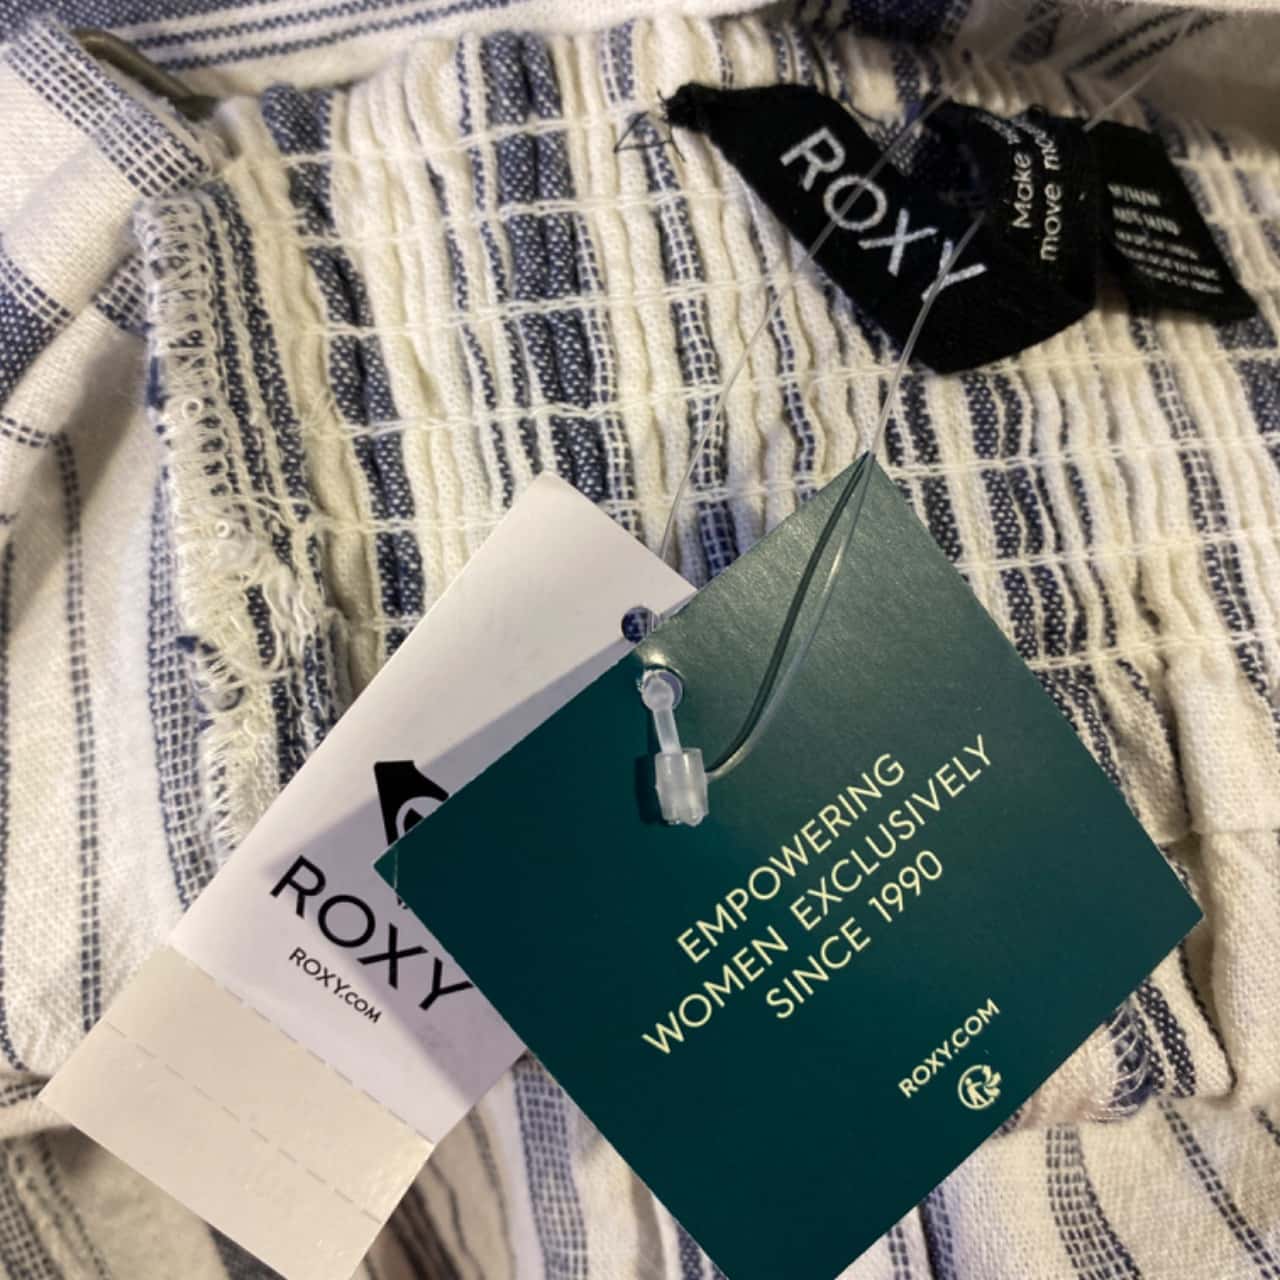 ROXY
Make
move
ROXY
ROXY.COM
EMPOWERING
WOMEN EXCLUSIVELY
SINCE 1990
ROXY.COM